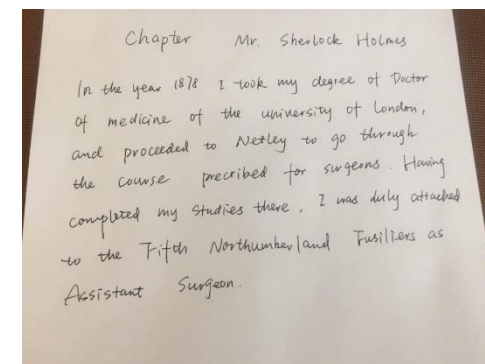 Chapter Mr. Sherlock Holmes
In the year 1878 I took my degree of Doctor
of medicine of the university of London,
and proceeded to Netley to go through
the course precribed for surgeons. Having
completed my studies there, I was duly attached
to the Fifth Northumberland Fusiliers as
Assistant Surgeon.